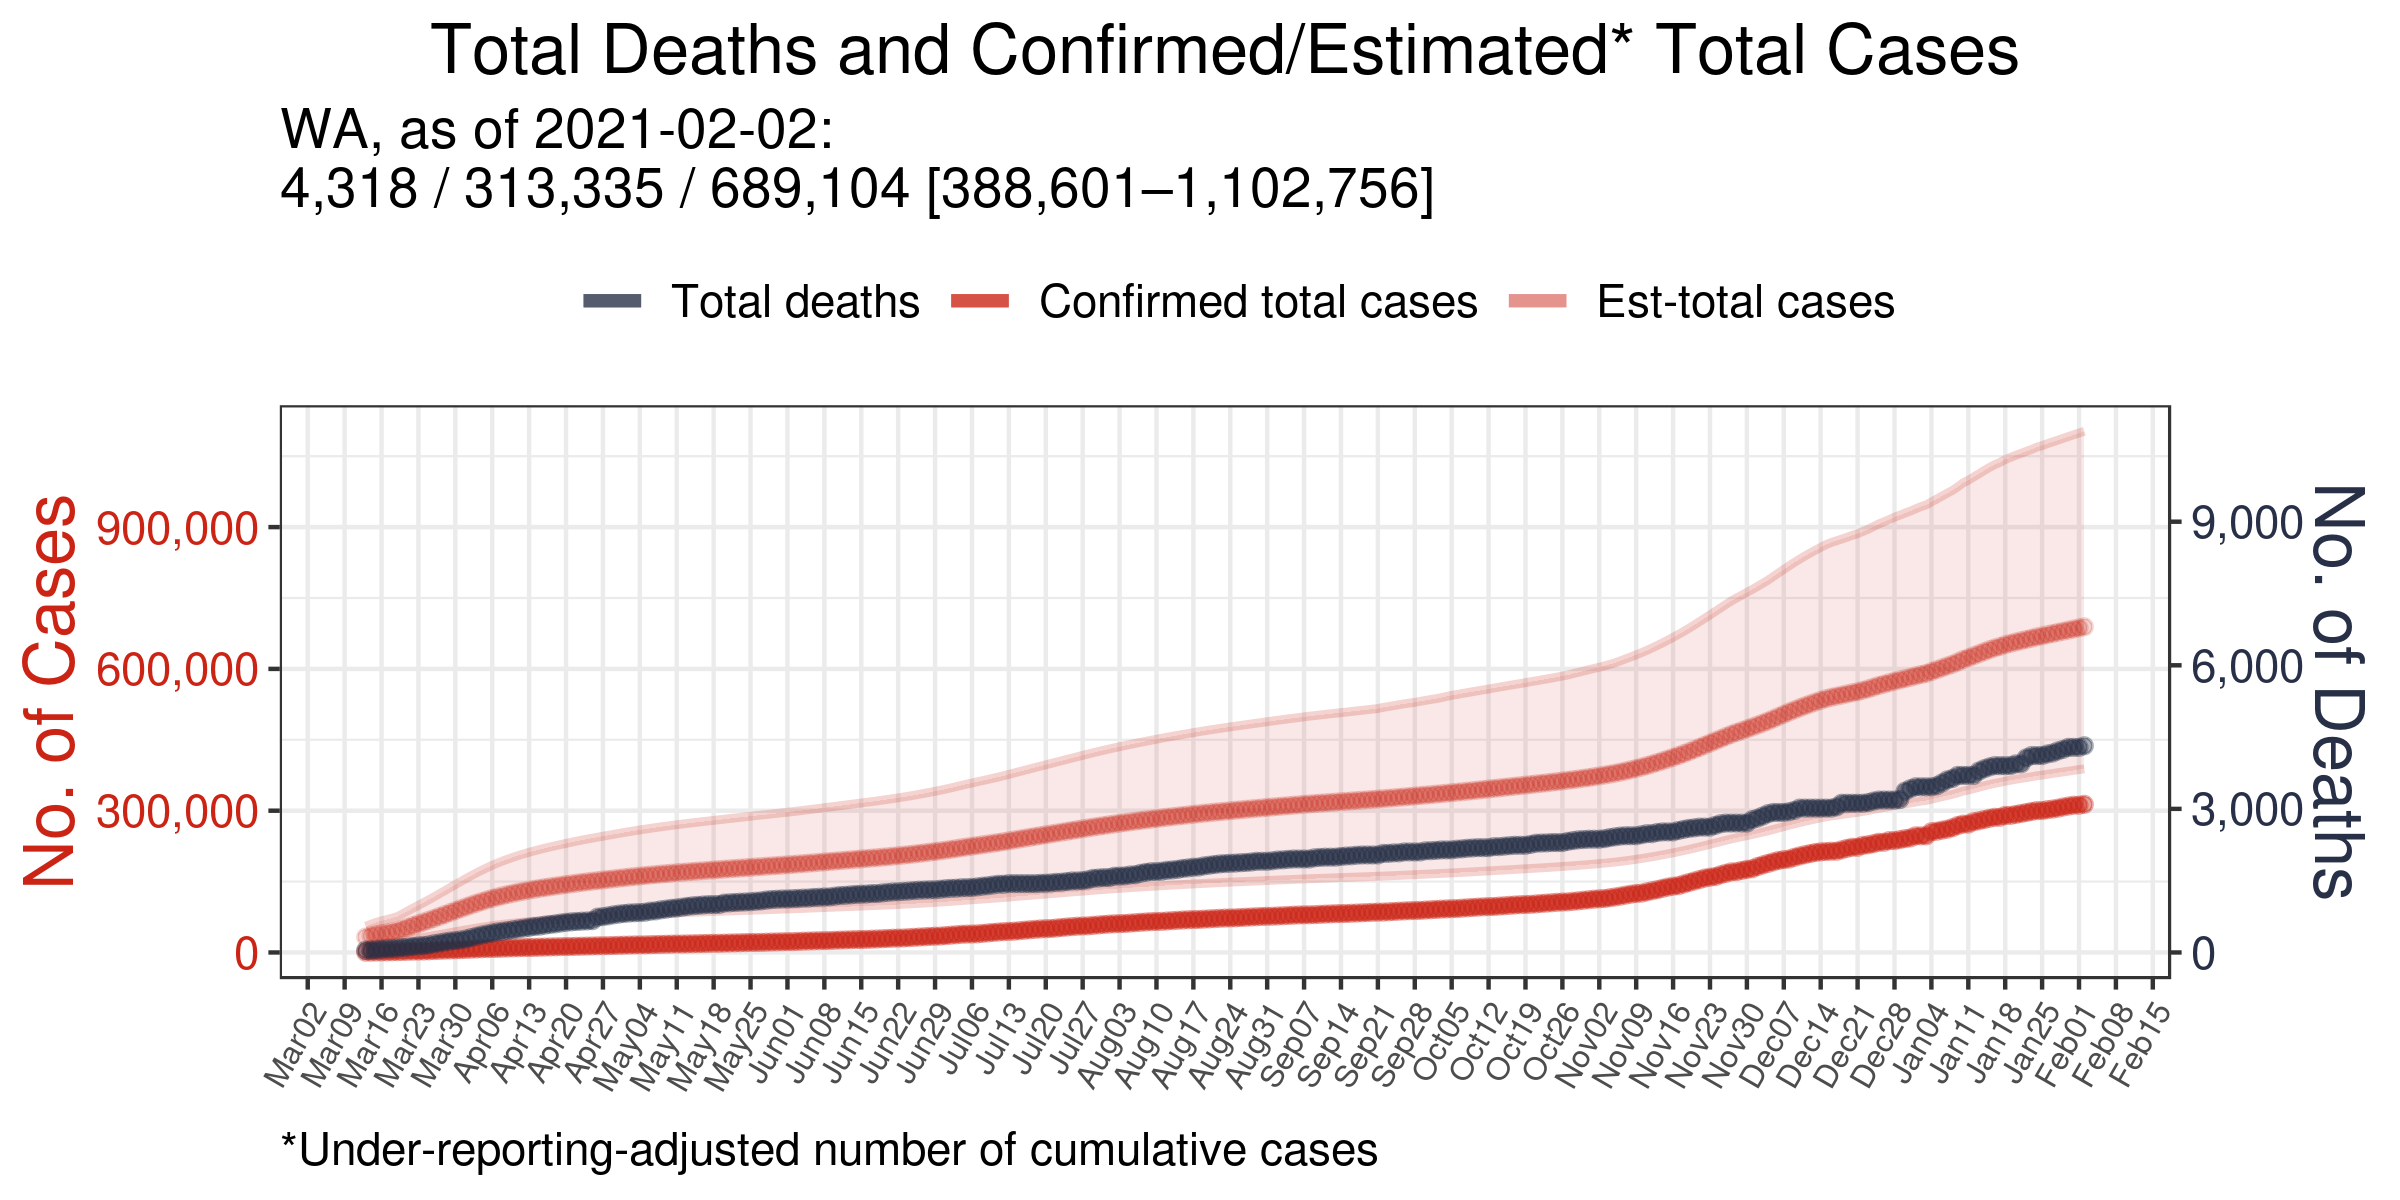 Total Deaths and Confirmed/Estimated* Total Cases
WA, as of 2021-02-02:
4,318 / 313,335 / 689,104 [388,601–1,102,756]
Total deaths
Confirmed total cases
Est-total cases
No. of Cases
900,000
600,000
300,000
0
9,000
6,000
3,000
0
No. of Deaths
Mar02
Mar09
Mar16
Mar23
Mar30
Apr06
Apr13
Apr20
Apr27
May04
May11
May18
May25
Jun01
Jun08
Jun15
Jun22
Jun29
Jul06
Jul13
Jul20
Jul27
Aug03
Aug10
Aug17
Aug24
Aug31
Sep07
Sep14
Sep21
Sep28
Oct05
Oct12
Oct19
Oct26
Nov02
Nov09
Nov16
Nov23
Nov30
Dec07
Dec14
Dec21
Dec28
Jan04
Jan11
Jan18
Jan25
Feb01
Feb08
Feb15
*Under-reporting-adjusted number of cumulative cases